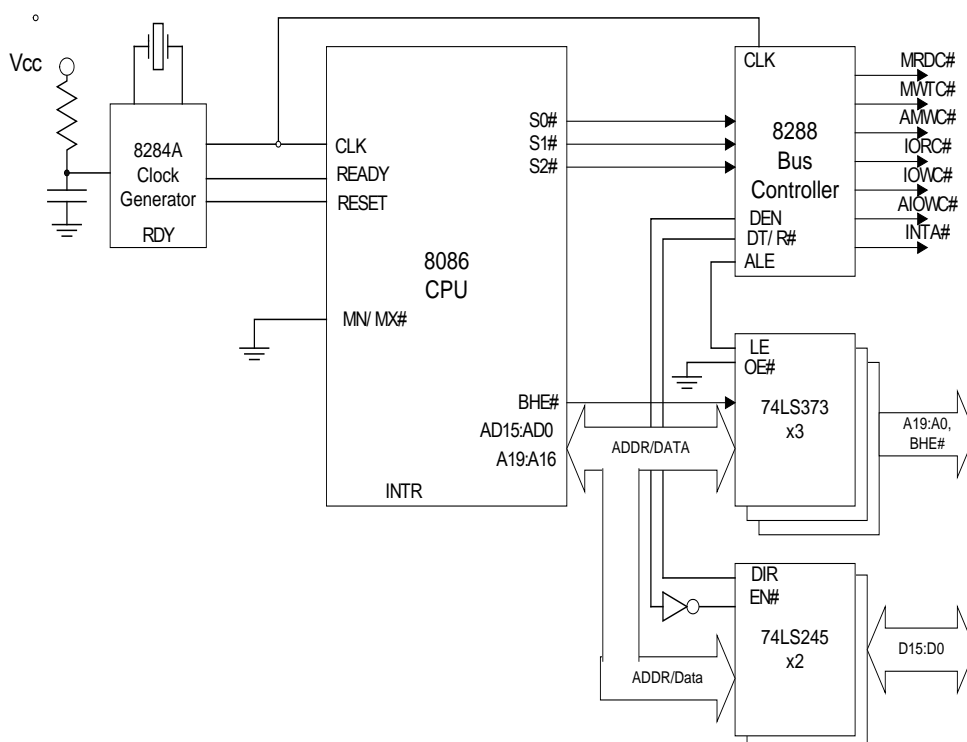 Vcc
8284A
Clock
Generator
RDY
CLK
READY
RESET
MN/ MX#
8086
CPU
S0#
S1#
S2#
BHE#
AD15:AD0
A19:A16
INTR
CLK
8288
Bus
Controller
DEN
DT/ R#
ALE
MRDC#
MWTC#
AMWC#
IORC#
IOWC#
AIOWC#
INTA#
LE
OE#
74LS373
x3
ADDR/DATA
A19:A0,
BHE#
DIR
EN#
74LS245
x2
ADDR/Data
D15:D0